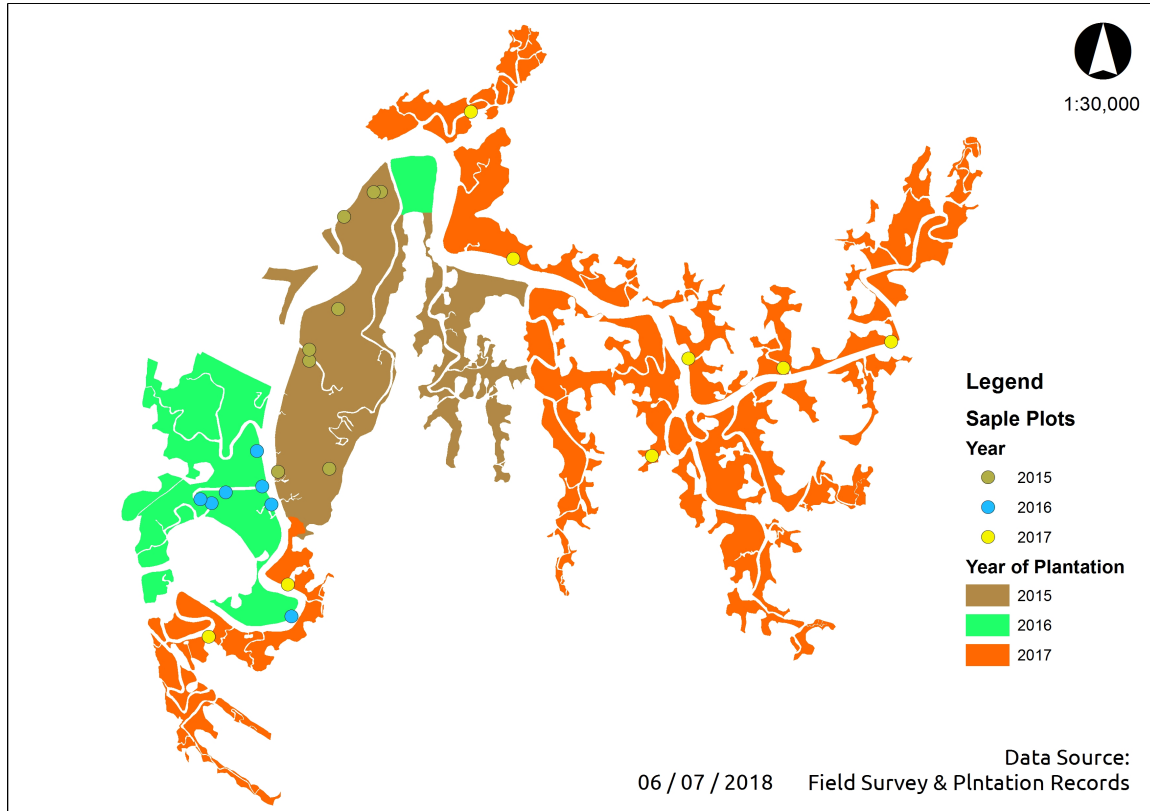 1:30,000
Legend
Saple Plots
Year
2015
2016
2017
Year of Plantation
2015
2016
2017
Data Source:
06 / 07 / 2018 Field Survey & Plntation Records